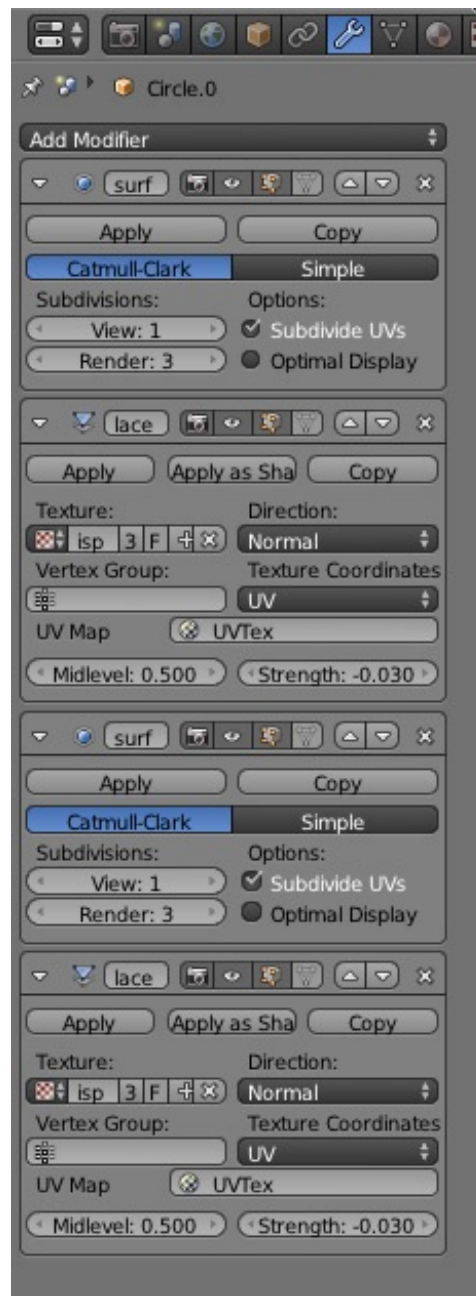 Circle.0
Add Modifier
surf
Apply Copy
Catmull-Clark Simple
Subdivisions: Options:
View: 1 Subdivide UVs
Render: 3 Optimal Display
lace
Apply Apply as Sha Copy
Texture: Direction:
isp 3 F Normal
Vertex Group: Texture Coordinates
UV
UV Map UVTex
Midlevel: 0.500 Strength: -0.030
surf
Apply Copy
Catmull-Clark Simple
Subdivisions: Options:
View: 1 Subdivide UVs
Render: 3 Optimal Display
lace
Apply Apply as Sha Copy
Texture: Direction:
isp 3 F Normal
Vertex Group: Texture Coordinates
UV
UV Map UVTex
Midlevel: 0.500 Strength: -0.030